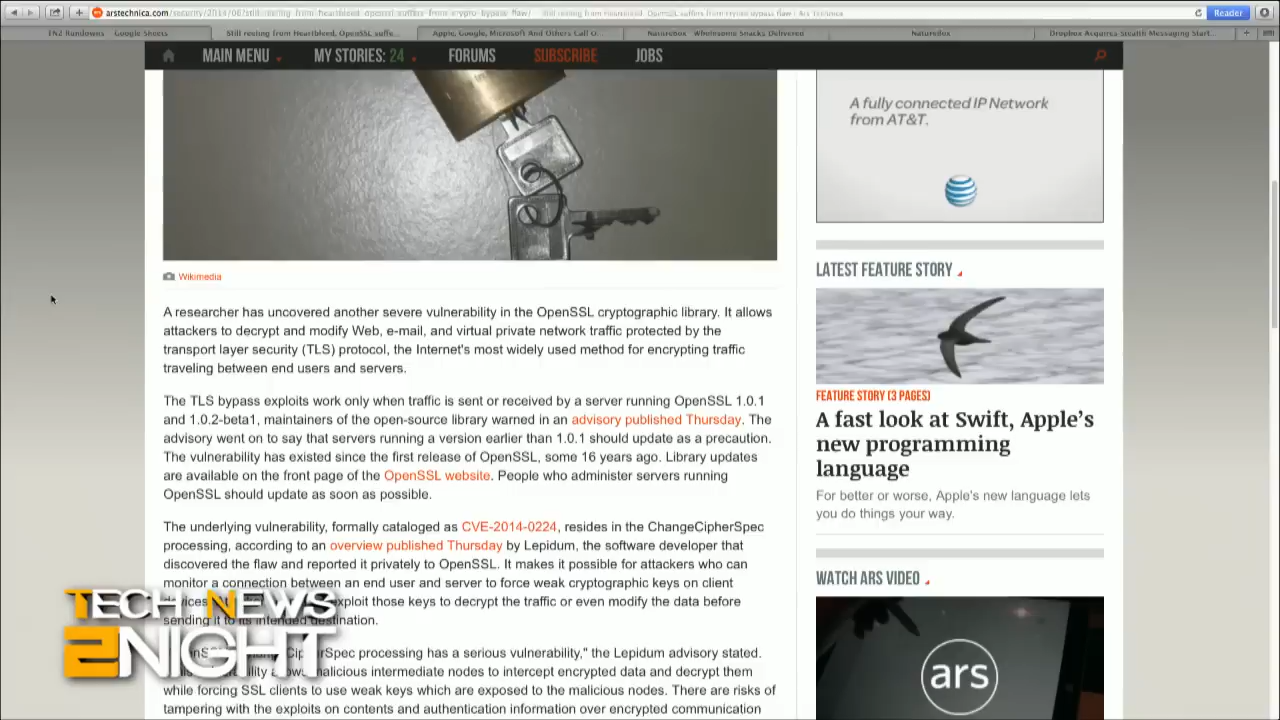 arstechnica.com/security/2014/06/still-reeling-from-heartbleed-openssl-suffers-from-crypto-bypass-flaw/
Still reeling from Heartbleed, OpenSSL suffers from crypto bypass flaw | Ars Technica
Reader
TN2 Rundowns - Google Sheets
Still reeling from Heartbleed, OpenSSL suffe...
Apple, Google, Microsoft And Others Call O...
NatureBox - Wholesome Snacks Delivered
NatureBox
Dropbox Acquires Stealth Messaging Start...
MAIN MENU
MY STORIES: 24
FORUMS
SUBSCRIBE
JOBS
A fully connected IP Network
from AT&T.
Wikimedia
A researcher has uncovered another severe vulnerability in the OpenSSL cryptographic library. It allows
attackers to decrypt and modify Web, e-mail, and virtual private network traffic protected by the
transport layer security (TLS) protocol, the Internet's most widely used method for encrypting traffic
traveling between end users and servers.
The TLS bypass exploits work only when traffic is sent or received by a server running OpenSSL 1.0.1
and 1.0.2-beta1, maintainers of the open-source library warned in an advisory published Thursday. The
advisory went on to say that servers running a version earlier than 1.0.1 should update as a precaution.
The vulnerability has existed since the first release of OpenSSL, some 16 years ago. Library updates
are available on the front page of the OpenSSL website. People who administer servers running
OpenSSL should update as soon as possible.
The underlying vulnerability, formally cataloged as CVE-2014-0224, resides in the ChangeCipherSpec
processing, according to an overview published Thursday by Lepidum, the software developer that
discovered the flaw and reported it privately to OpenSSL. It makes it possible for attackers who can
monitor a connection between an end user and server to force weak cryptographic keys on client
devices exploit those keys to decrypt the traffic or even modify the data before
sending it to its intended destination.
CipherSpec processing has a serious vulnerability," the Lepidum advisory stated.
malicious intermediate nodes to intercept encrypted data and decrypt them
while forcing SSL clients to use weak keys which are exposed to the malicious nodes. There are risks of
tampering with the exploits on contents and authentication information over encrypted communication
LATEST FEATURE STORY
FEATURE STORY (3 PAGES)
A fast look at Swift, Apple's
new programming
language
For better or worse, Apple's new language lets
you do things your way.
WATCH ARS VIDEO
ars
TECH NEWS
2NIGHT